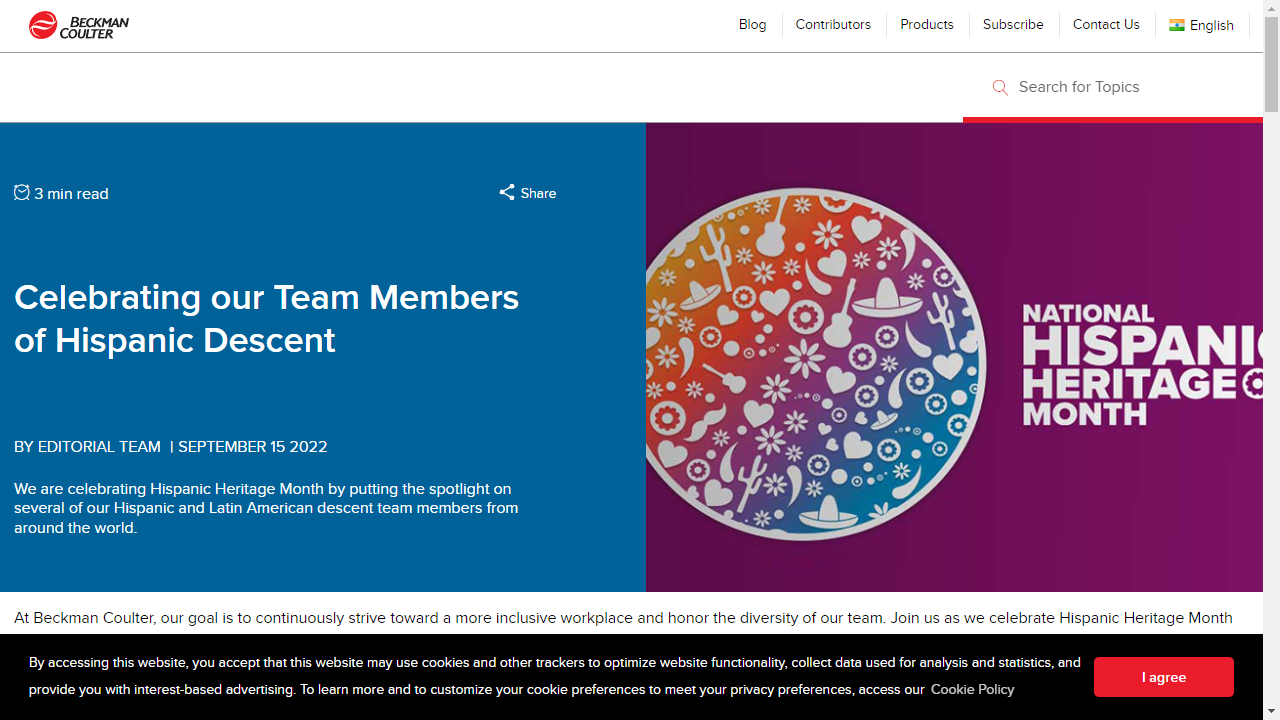 BECKMAN
COULTER
Blog
Contributors
Products
Subscribe
Contact Us
English
Search for Topics
3 min read
Share
Celebrating our Team Members
of Hispanic Descent
BY EDITORIAL TEAM | SEPTEMBER 15 2022
We are celebrating Hispanic Heritage Month by putting the spotlight on
several of our Hispanic and Latin American descent team members from
around the world.
NATIONAL
HISPANIC
HERITAGE
MONTH
At Beckman Coulter, our goal is to continuously strive toward a more inclusive workplace and honor the diversity of our team. Join us as we celebrate Hispanic Heritage Month
By accessing this website, you accept that this website may use cookies and other trackers to optimize website functionality, collect data used for analysis and statistics, and
provide you with interest-based advertising. To learn more and to customize your cookie preferences to meet your privacy preferences, access our Cookie Policy
I agree